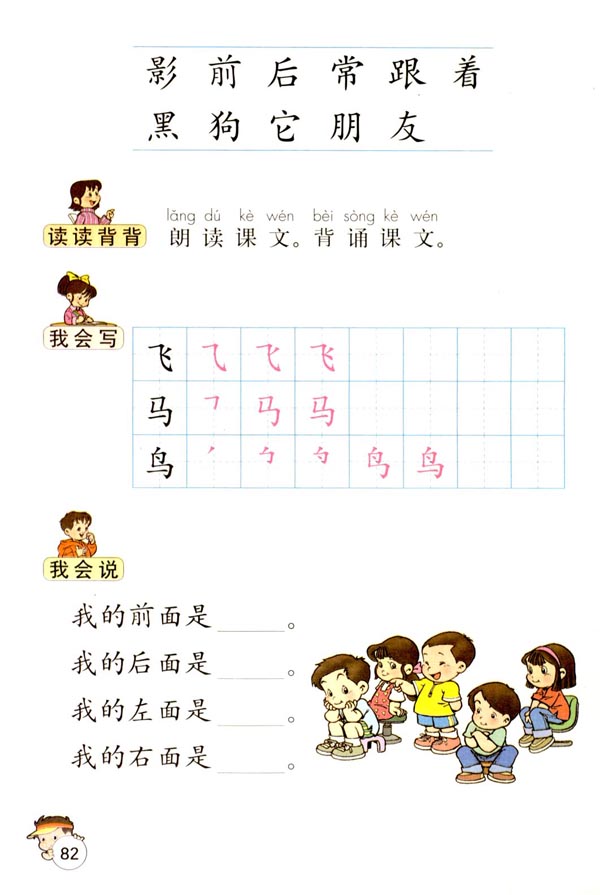 影 前 后 常 跟 着
黑 狗 它 朋 友
读读背背
lǎng dú kè wén bèi sòng kè wén
朗 读 课 文。背 诵 课 文。
我会写
飞 ⺄ 飞 飞
马 ㇕ 马 马
鸟 ㇒ ㄅ 勺 鸟 鸟
我会说
我的前面是______。
我的后面是______。
我的左面是______。
我的右面是______。
82